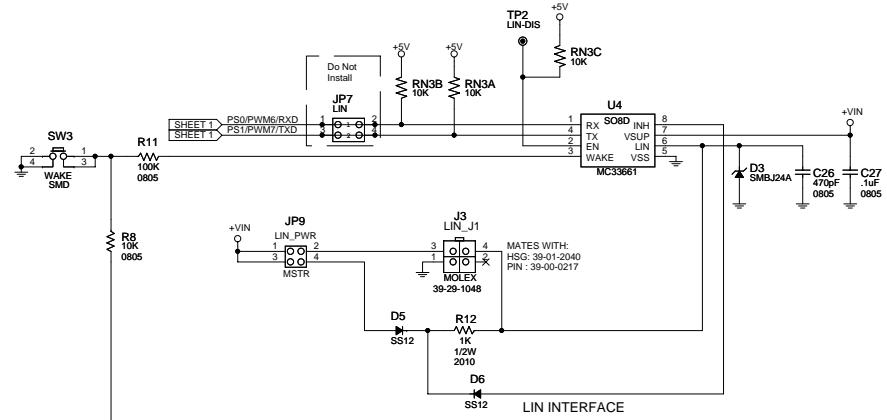 TP2
LIN-DIS
+5V
RN3C
10K
+5V
+5V
Do Not
Install
JP7
LIN
RN3B
10K
RN3A
10K
U4
SO8D
SHEET 1
PS0/PWM6/RXD
1
2
1
SHEET 1
PS1/PWM7/TXD
3
4
2
1
RX
INH
8
4
TX
VSUP
7
2
EN
LIN
6
3
WAKE
VSS
5
MC33661
+VIN
SW3
2
1
4
3
WAKE
SMD
R11
100K
0805
D3
SMBJ24A
C26
470pF
0805
C27
.1uF
0805
R8
10K
0805
+VIN
JP9
LIN_PWR
1
2
3
4
MSTR
J3
LIN_J1
3
4
1
2
MOLEX
39-29-1048
MATES WITH:
HSG: 39-01-2040
PIN : 39-00-0217
D5
SS12
R12
1K
1/2W
2010
D6
SS12
LIN INTERFACE